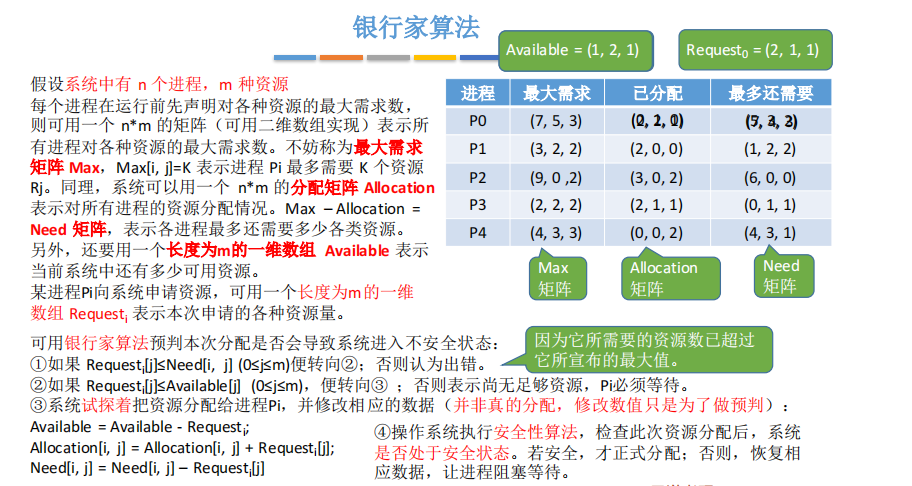 银行家算法
Available = (1, 2, 1)
Request₀ = (2, 1, 1)
假设系统中有 n 个进程，m 种资源
每个进程在运行前先声明对各种资源的最大需求数，
则可用一个 n*m 的矩阵（可用二维数组实现）表示所
有进程对各种资源的最大需求数。不妨称为最大需求
矩阵 Max，Max[i, j]=K 表示进程 Pi 最多需要 K 个资源
Rj。同理，系统可以用一个 n*m 的分配矩阵 Allocation
表示对所有进程的资源分配情况。Max – Allocation =
Need 矩阵，表示各进程最多还需要多少各类资源。
另外，还要用一个长度为m的一维数组 Available 表示
当前系统中还有多少可用资源。
某进程Pi向系统申请资源，可用一个长度为m的一维
数组 Requestᵢ 表示本次申请的各种资源量。
进程 最大需求 已分配 最多还需要
P0 (7, 5, 3)
P1 (3, 2, 2) (2, 0, 0) (1, 2, 2)
P2 (9, 0 ,2) (3, 0, 2) (6, 0, 0)
P3 (2, 2, 2) (2, 1, 1) (0, 1, 1)
P4 (4, 3, 3) (0, 0, 2) (4, 3, 1)
Max
矩阵
Allocation
矩阵
Need
矩阵
可用银行家算法预判本次分配是否会导致系统进入不安全状态：
因为它所需要的资源数已超过
它所宣布的最大值。
①如果 Requestᵢ[j]≤Need[i, j] (0≤j≤m)便转向②；否则认为出错。
②如果 Requestᵢ[j]≤Available[j] (0≤j≤m)，便转向③ ；否则表示尚无足够资源，Pi必须等待。
③系统试探着把资源分配给进程Pi，并修改相应的数据（并非真的分配，修改数值只是为了做预判）：
Available = Available - Requestᵢ;
Allocation[i, j] = Allocation[i, j] + Requestᵢ[j];
Need[i, j] = Need[i, j] – Requestᵢ[j]
④操作系统执行安全性算法，检查此次资源分配后，系统
是否处于安全状态。若安全，才正式分配；否则，恢复相
应数据，让进程阻塞等待。